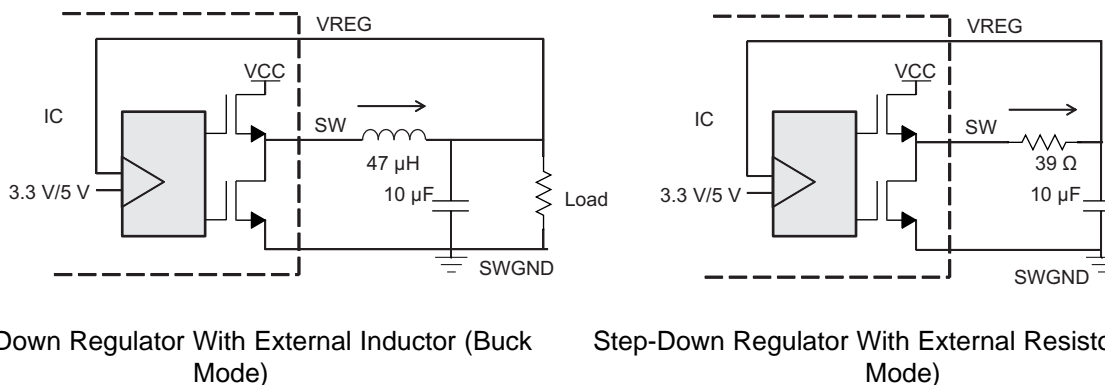 VREG
VCC
IC
SW
47 µH
3.3 V/5 V
10 µF
Load
SWGND
Down Regulator With External Inductor (Buck
Mode)
VREG
VCC
IC
SW
39 Ω
3.3 V/5 V
10 µF
SWGND
Step-Down Regulator With External Resisto
Mode)